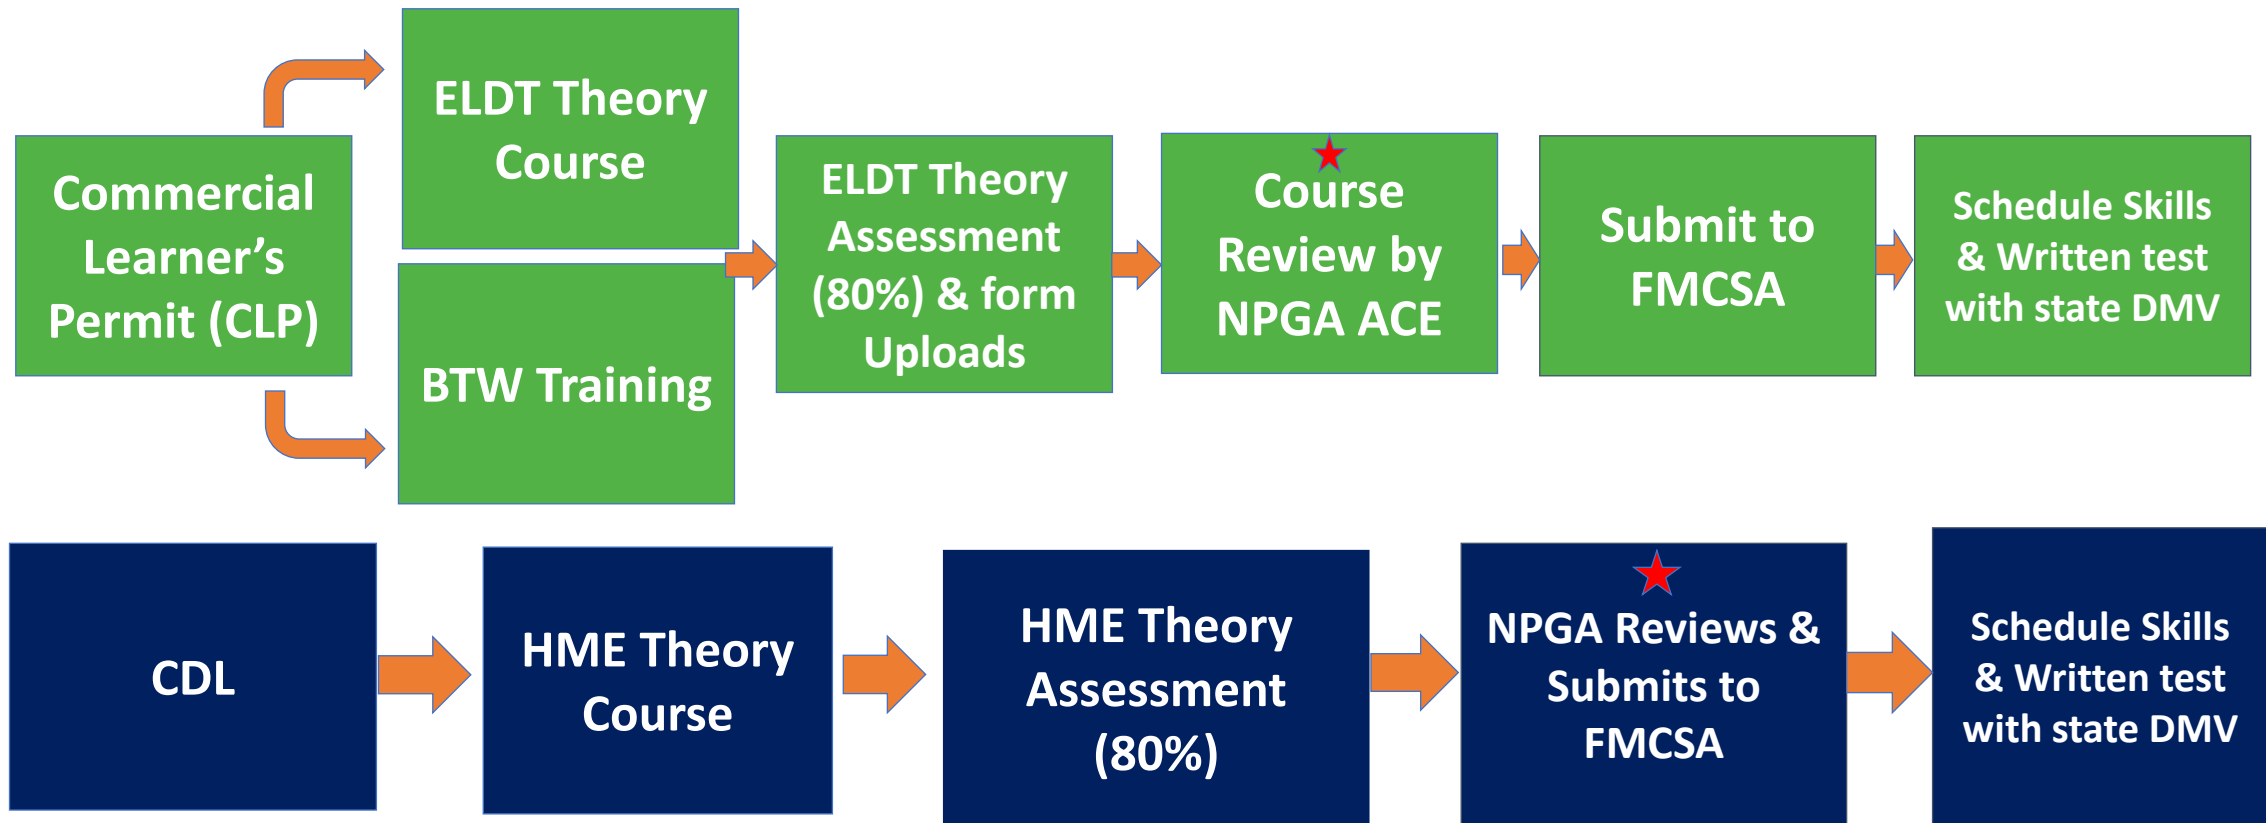 Commercial
Learner’s
Permit (CLP)
ELDT Theory
Course
BTW Training
ELDT Theory
Assessment
(80%) & form
Uploads
Course
Review by
NPGA ACE
Submit to
FMCSA
Schedule Skills
& Written test
with state DMV
CDL
HME Theory
Course
HME Theory
Assessment
(80%)
NPGA Reviews &
Submits to
FMCSA
Schedule Skills
& Written test
with state DMV